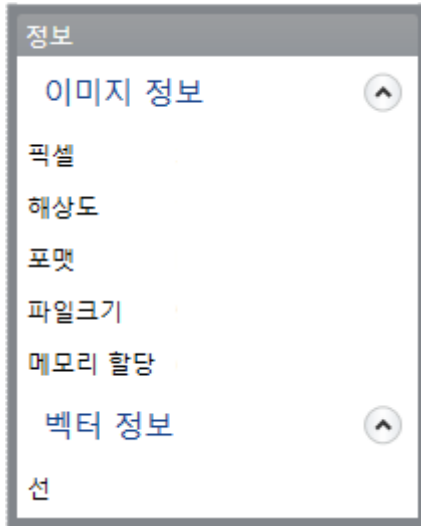 정보
이미지 정보
픽셀
해상도
포맷
파일크기
메모리 할당
벡터 정보
선